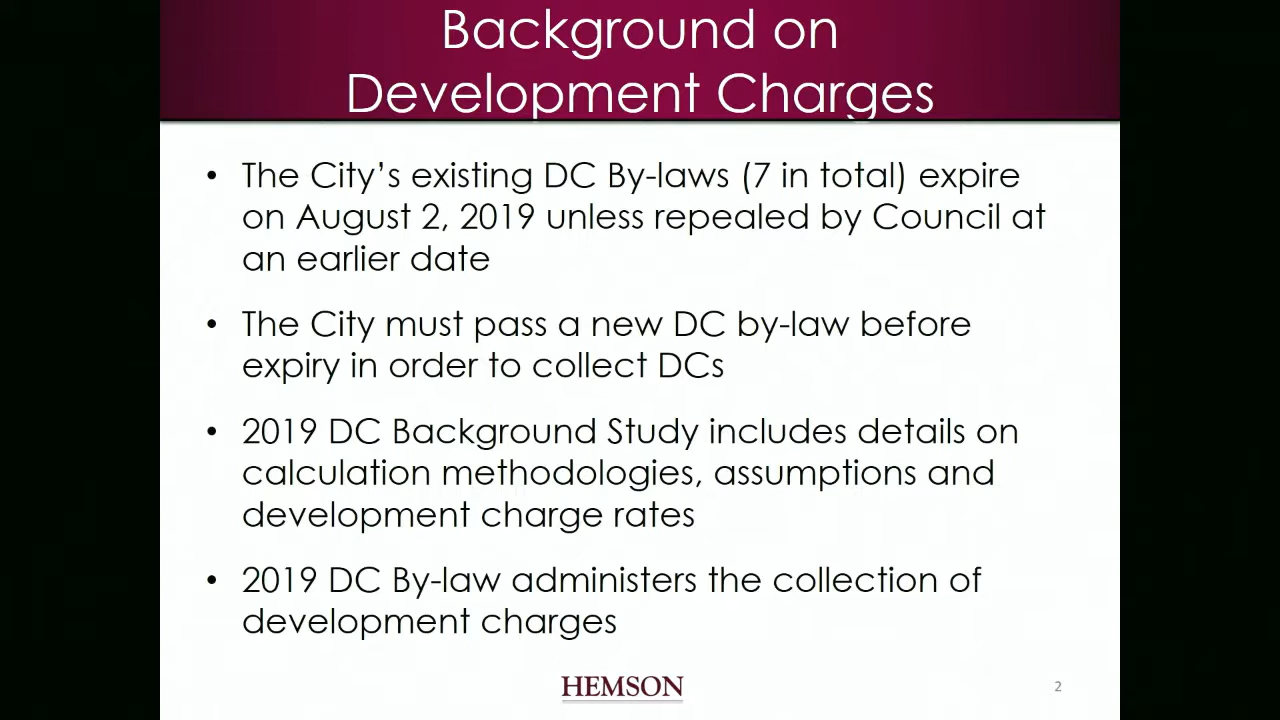 Background on
Development Charges
• The City's existing DC By-laws (7 in total) expire
on August 2, 2019 unless repealed by Council at
an earlier date
• The City must pass a new DC by-law before
expiry in order to collect DCs
• 2019 DC Background Study includes details on
calculation methodologies, assumptions and
development charge rates
• 2019 DC By-law administers the collection of
development charges
HEMSON
2